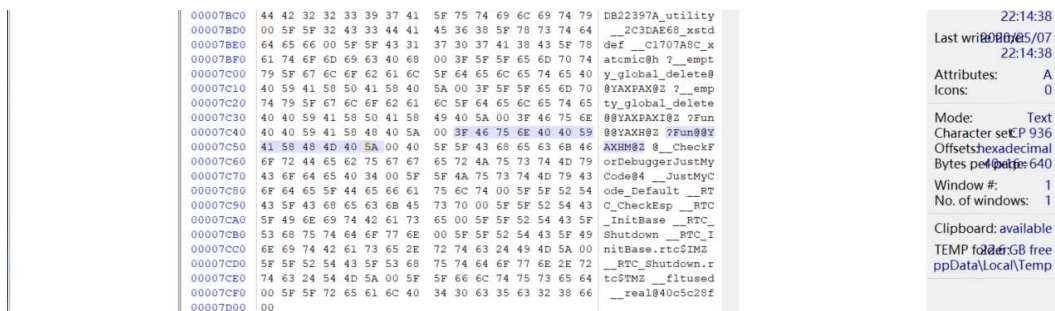 00007BC0 44 42 32 32 33 39 37 41 5F 75 74 69 6C 69 74 79 DB22397A_utility
00007BD0 00 5F 5F 32 43 33 44 41 45 36 38 5F 78 73 74 64 __2C3DAE68_xstd
00007BE0 64 65 66 00 5F 5F 43 31 37 30 37 41 38 43 5F 78 def __C1707A8C_x
00007BF0 61 74 6F 6D 69 63 40 68 00 3F 5F 5F 65 6D 70 74 atomic@h ?__empt
00007C00 79 5F 67 6C 6F 62 61 6C 5F 64 65 6C 65 74 65 40 y_global_delete@
00007C10 40 59 41 58 50 41 58 40 5A 00 3F 5F 5F 65 6D 70 @YAXPAX@Z ?__emp
00007C20 74 79 5F 67 6C 6F 62 61 6C 5F 64 65 6C 65 74 65 ty_global_delete
00007C30 40 40 59 41 58 50 41 58 49 40 5A 00 3F 46 75 6E @@YAXPAXI@Z ?Fun
00007C40 40 40 59 41 58 48 40 5A 00 3F 46 75 6E 40 40 59 @@YAXH@Z ?Fun@@Y
00007C50 41 58 48 4D 40 5A 00 40 5F 5F 43 68 65 63 6B 46 AXHM@Z @__CheckF
00007C60 6F 72 44 65 62 75 67 67 65 72 4A 75 73 74 4D 79 orDebuggerJustMy
00007C70 43 6F 64 65 40 34 00 5F 5F 4A 75 73 74 4D 79 43 Code@4 __JustMyC
00007C80 6F 64 65 5F 44 65 66 61 75 6C 74 00 5F 5F 52 54 ode_Default __RT
00007C90 43 5F 43 68 65 63 6B 45 73 70 00 5F 5F 52 54 43 C_CheckEsp __RTC
00007CA0 5F 49 6E 69 74 42 61 73 65 00 5F 5F 52 54 43 5F _InitBase __RTC_
00007CB0 53 68 75 74 64 6F 77 6E 00 5F 5F 52 54 43 5F 49 Shutdown __RTC_I
00007CC0 6E 69 74 42 61 73 65 2E 72 74 63 24 49 4D 5A 00 nitBase.rtc$IMZ
00007CD0 5F 5F 52 54 43 5F 53 68 75 74 64 6F 77 6E 2E 72 __RTC_Shutdown.r
00007CE0 74 63 24 54 4D 5A 00 5F 5F 66 6C 74 75 73 65 64 tc$TMZ __fltused
00007CF0 00 5F 5F 72 65 61 6C 40 34 30 63 35 63 32 38 66 __real@40c5c28f
00007D00 00
22:14:38
Last write time: 2020/05/07
22:14:38
Attributes: A
Icons: 0
Mode: Text
Character set: CP 936
Offsets: hexadecimal
Bytes per page: 40x16=640
Window #: 1
No. of windows: 1
Clipboard: available
TEMP folder: 22.6 GB free
ppData\Local\Temp